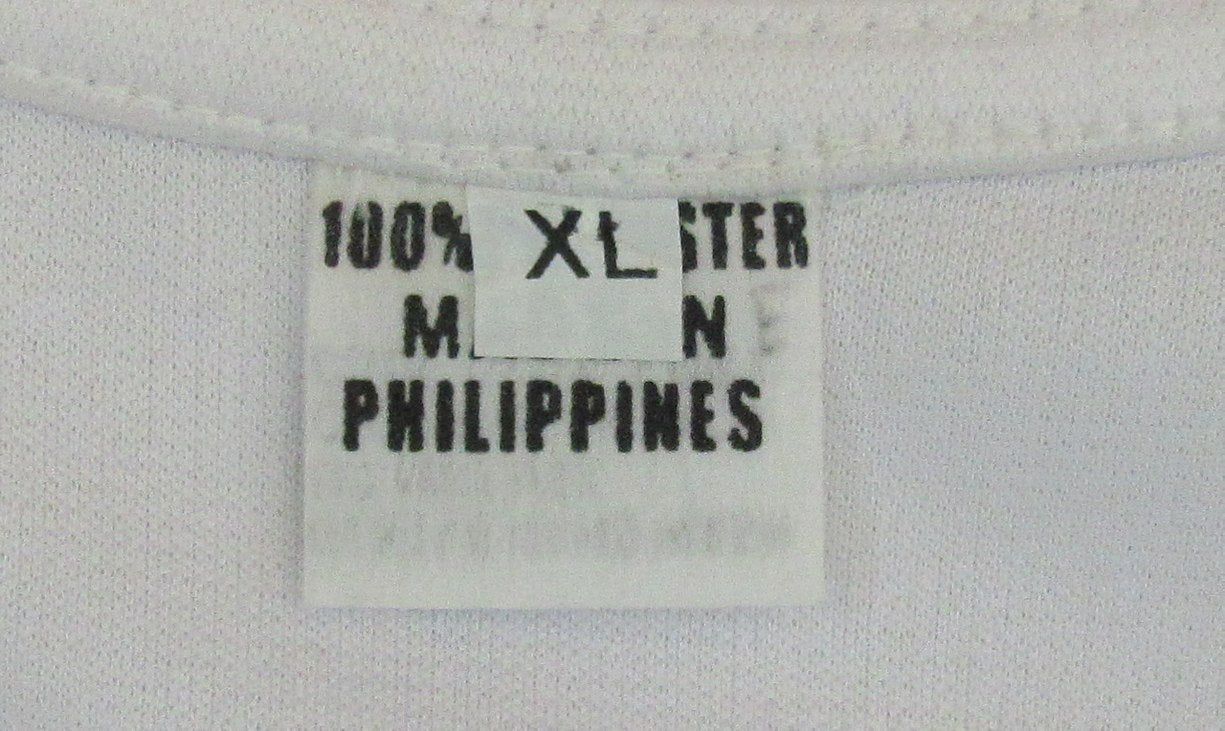 100% XL STER
M N
PHILIPPINES